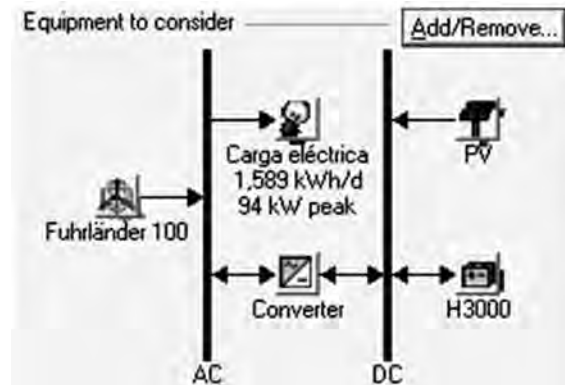 Equipment to consider
Add/Remove...
Carga eléctrica
1,589 kWh/d
94 kW peak
PV
Fuhrländer 100
Converter
H3000
AC
DC